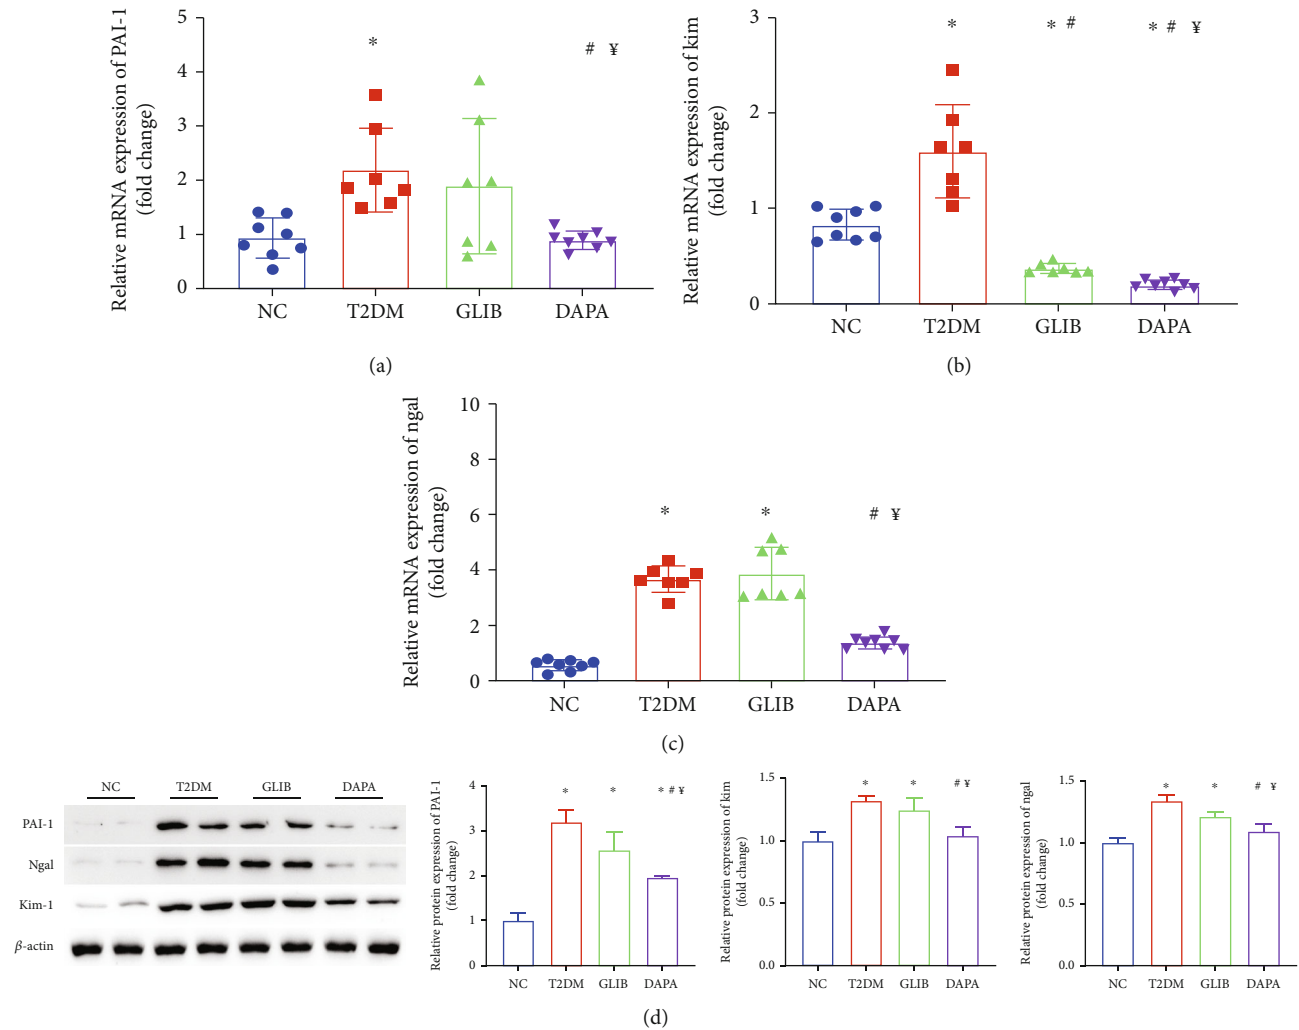 Relative mRNA expression of PAI-1
(fold change)
5
4
3
2
1
0
*
# ¥
NC T2DM GLIB DAPA
(a)
Relative mRNA expression of kim
(fold change)
3
2
1
0
*
* #
* # ¥
NC T2DM GLIB DAPA
(b)
Relative mRNA expression of ngal
(fold change)
10
8
6
4
2
0
*
*
# ¥
NC T2DM GLIB DAPA
(c)
NC T2DM GLIB DAPA
PAI-1
Ngal
Kim-1
β-actin
Relative protein expression of PAI-1
(fold change)
4
3
2
1
0
*
*
* # ¥
NC T2DM GLIB DAPA
Relative protein expression of kim
(fold change)
1.5
1.0
0.5
0.0
*
*
# ¥
NC T2DM GLIB DAPA
Relative protein expression of ngal
(fold change)
1.5
1.0
0.5
0.0
*
*
# ¥
NC T2DM GLIB DAPA
(d)